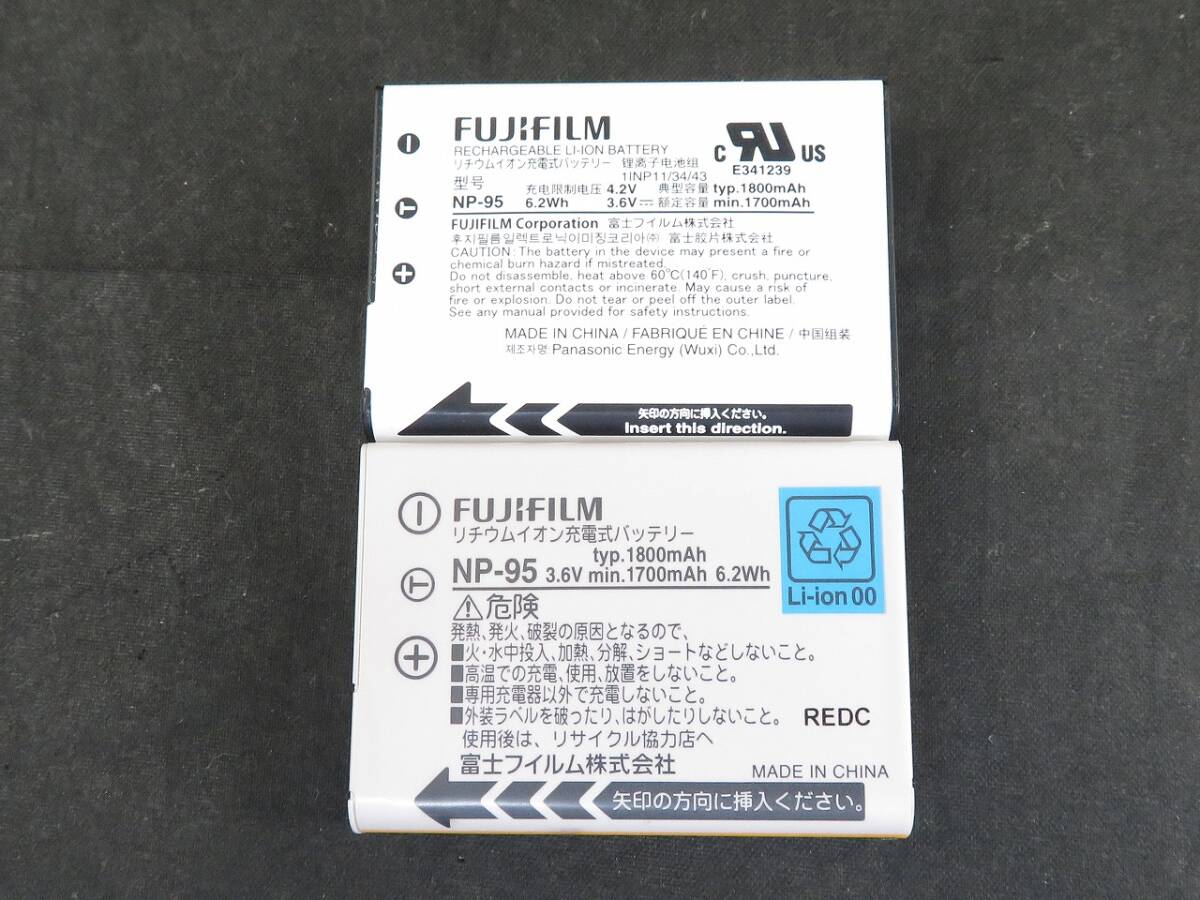 FUJIFILM
RECHARGEABLE LI-ION BATTERY
リチウムイオン充電式バッテリー 锂离子电池组
型号 1INP11/34/43
充电限制电压 4.2V 典型容量 typ.1800mAh
NP-95 6.2Wh 3.6V⎓ 额定容量 min.1700mAh
C RU US
E341239
FUJIFILM Corporation 富士フイルム株式会社
후지필름일렉트로닉이미징코리아㈜ 富士胶片株式会社
CAUTION: The battery in the device may present a fire or
chemical burn hazard if mistreated.
Do not disassemble, heat above 60℃(140°F), crush, puncture,
short external contacts or incinerate. May cause a risk of
fire or explosion. Do not tear or peel off the outer label.
See any manual provided for safety instructions.
MADE IN CHINA / FABRIQUÉ EN CHINE / 中国组装
제조자명: Panasonic Energy (Wuxi) Co.,Ltd.
矢印の方向に挿入ください。
Insert this direction.
T
FUJIFILM
リチウムイオン充電式バッテリー
typ.1800mAh
NP-95 3.6V min.1700mAh 6.2Wh
Li-ion 00
⚠危険
発熱、発火、破裂の原因となるので、
■火・水中投入、加熱、分解、ショートなどしないこと。
■高温での充電、使用、放置をしないこと。
■専用充電器以外で充電しないこと。
■外装ラベルを破ったり、はがしたりしないこと。 REDC
使用後は、リサイクル協力店へ
富士フイルム株式会社
MADE IN CHINA
矢印の方向に挿入ください。
T